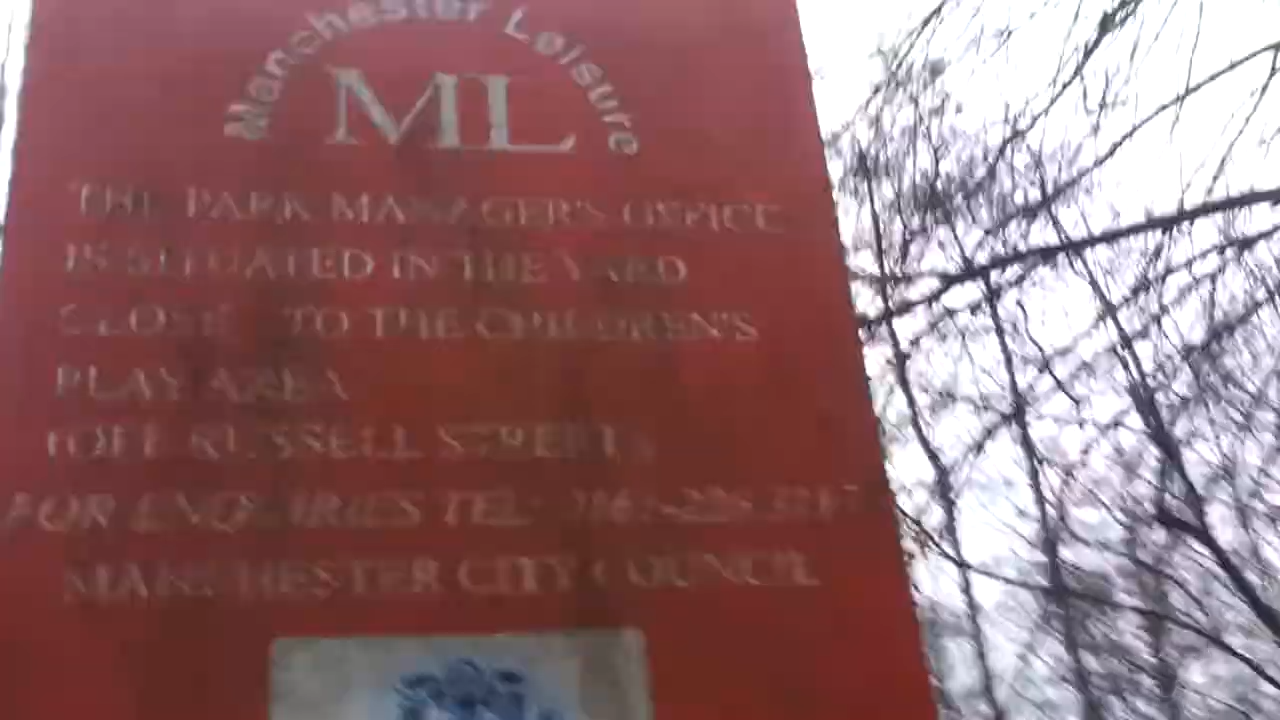 Manchester Leisure
ML
THE PARK MANAGER'S OFFICE
IS SITUATED IN THE YARD
CLOSE TO THE CHILDREN'S
PLAY AREA
(OFF RUSSELL STREET)
FOR ENQUIRIES TEL:
MANCHESTER CITY COUNCIL